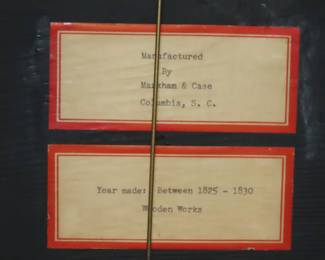 Manufactured
By
Markham & Case
Columbia, S. C.
Year made: Between 1825 - 1830
Wooden Works